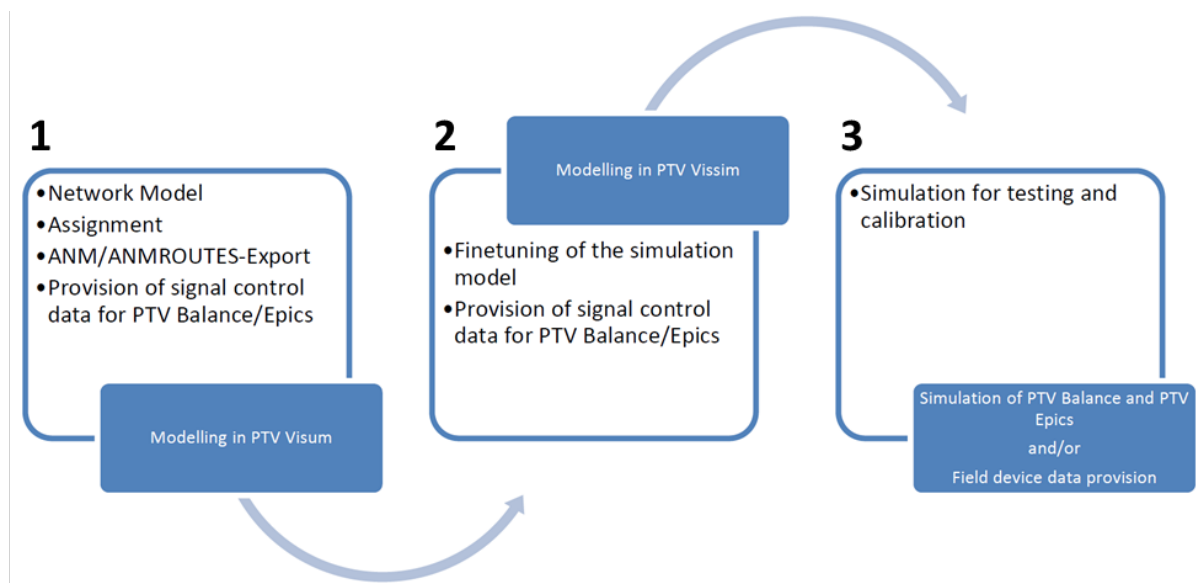 1
•Network Model
•Assignment
•ANM/ANMROUTES-Export
•Provision of signal control
data for PTV Balance/Epics
Modelling in PTV Visum
2
Modelling in PTV Vissim
•Finetuning of the simulation
model
•Provision of signal control
data for PTV Balance/Epics
3
•Simulation for testing and
calibration
Simulation of PTV Balance and PTV
Epics
and/or
Field device data provision